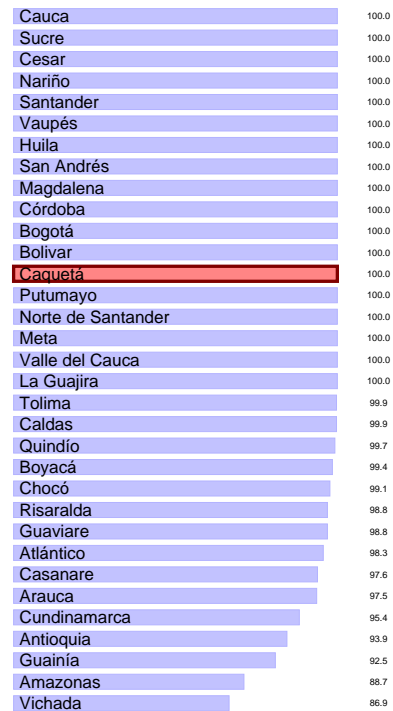 Cauca 100.0
Sucre 100.0
Cesar 100.0
Nariño 100.0
Santander 100.0
Vaupés 100.0
Huila 100.0
San Andrés 100.0
Magdalena 100.0
Córdoba 100.0
Bogotá 100.0
Bolivar 100.0
Caquetá 100.0
Putumayo 100.0
Norte de Santander 100.0
Meta 100.0
Valle del Cauca 100.0
La Guajira 100.0
Tolima 99.9
Caldas 99.9
Quindío 99.7
Boyacá 99.4
Chocó 99.1
Risaralda 98.8
Guaviare 98.8
Atlántico 98.3
Casanare 97.6
Arauca 97.5
Cundinamarca 95.4
Antioquia 93.9
Guainía 92.5
Amazonas 88.7
Vichada 86.9